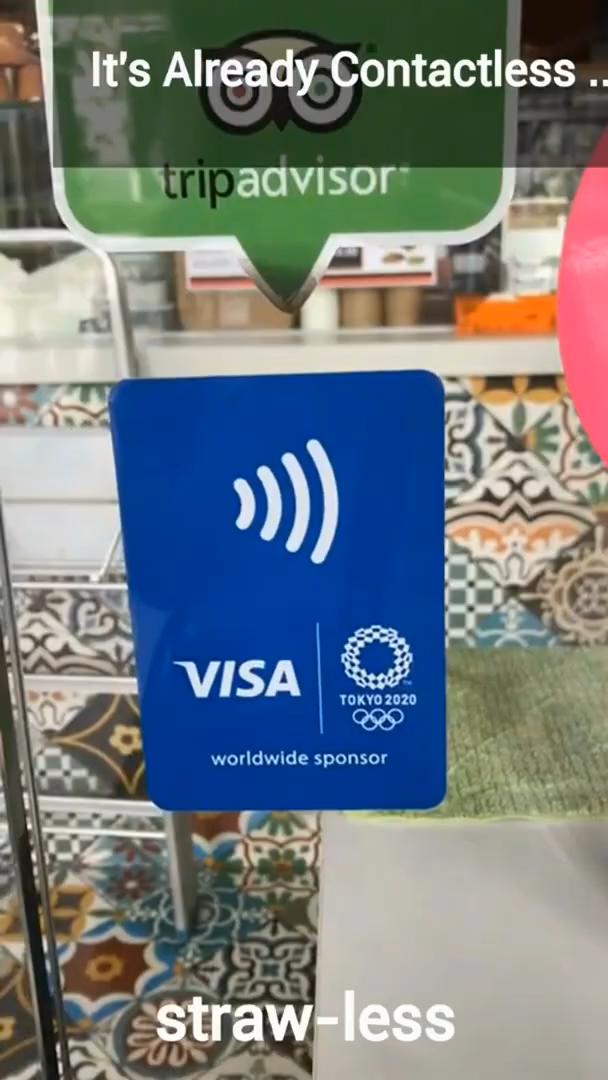 It's Already Contactless ..
tripadvisor
VISA
TOKYO 2020
worldwide sponsor
straw-less